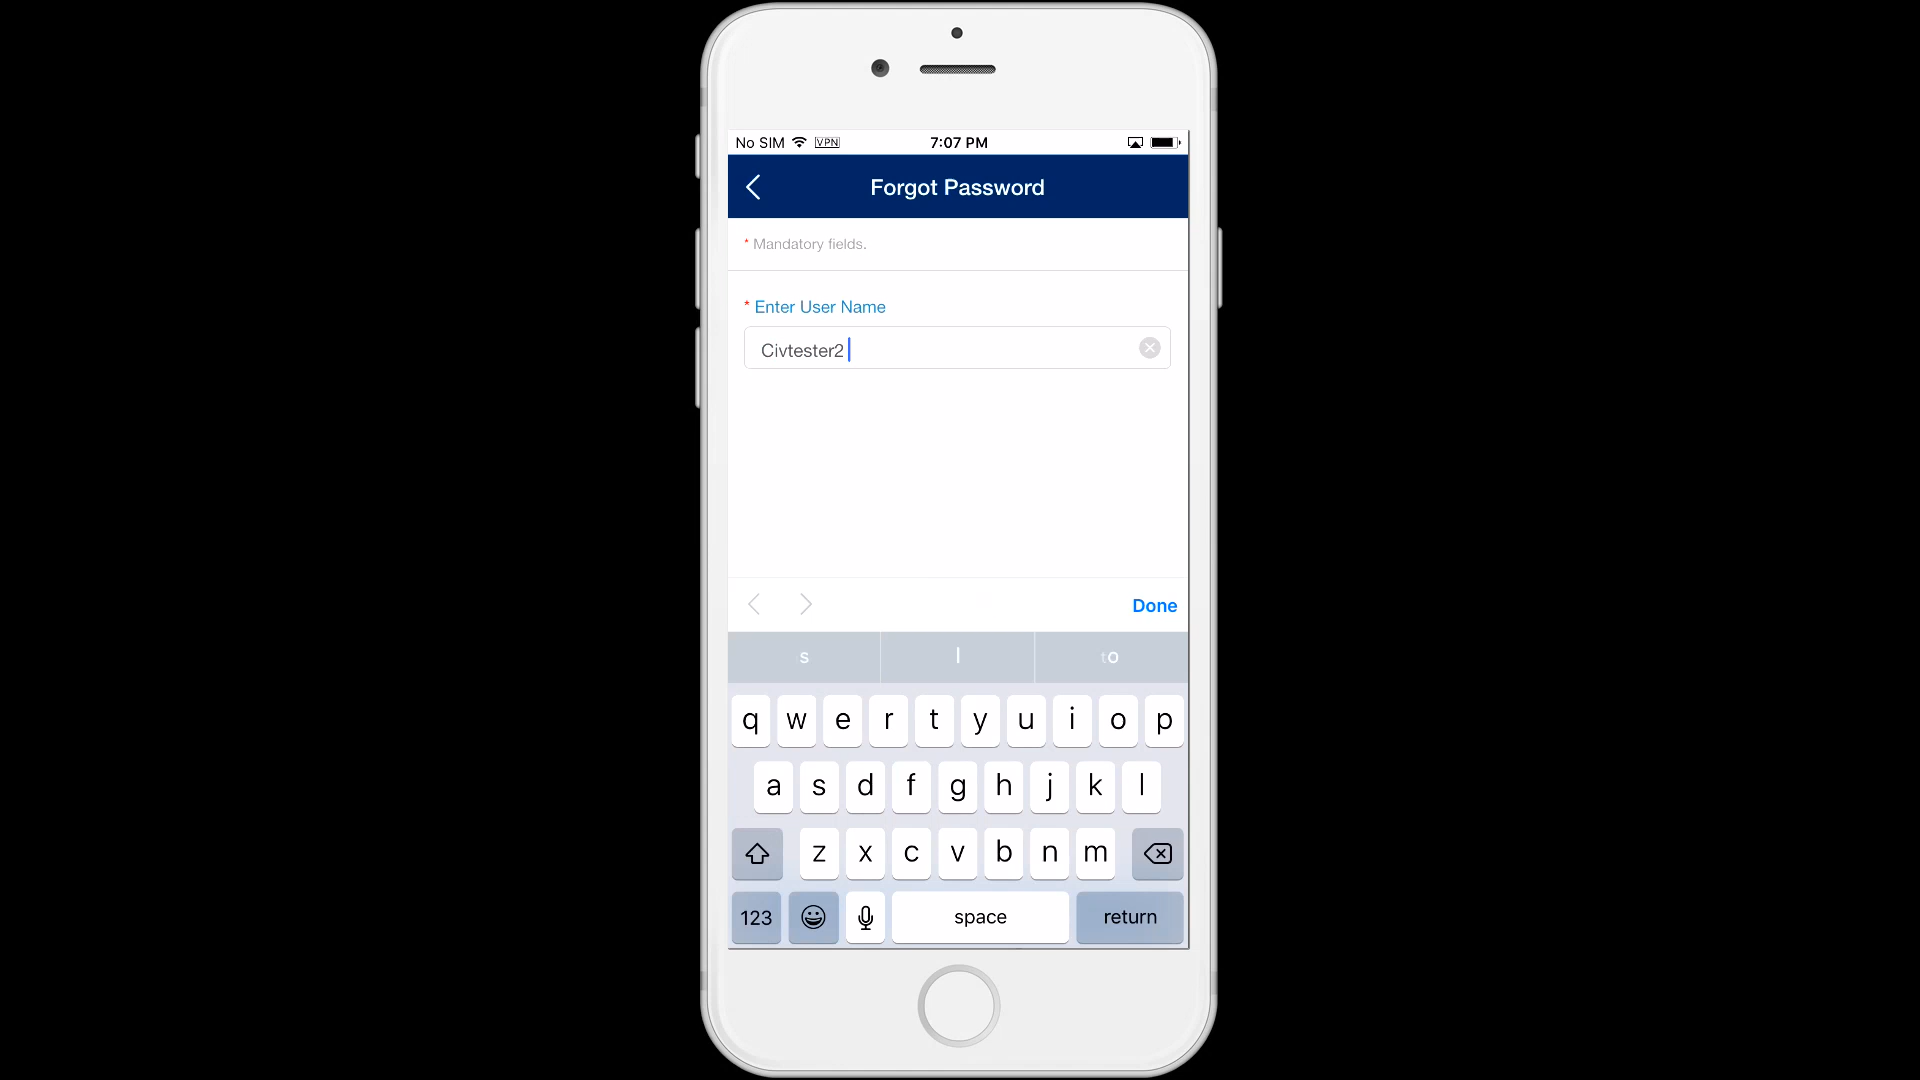 No SIM VPN 7:07 PM
Forgot Password
* Mandatory fields.
* Enter User Name
Civtester2
Done
s I to
q w e r t y u i o p
a s d f g h j k l
z x c v b n m
123 space return